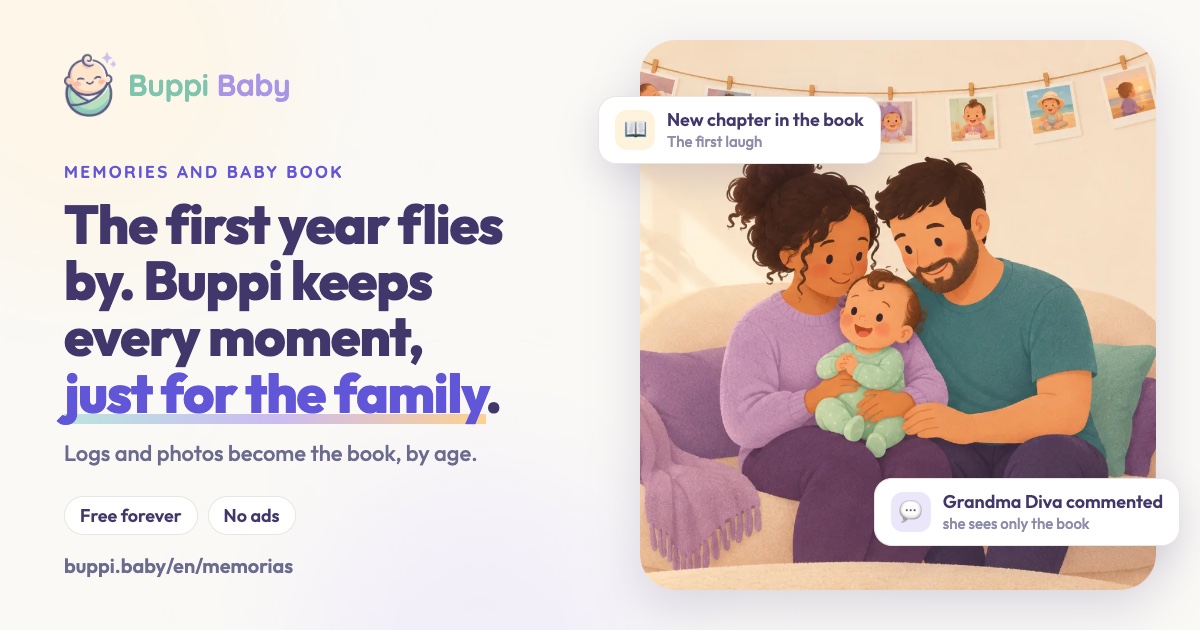 Buppi Baby
MEMORIES AND BABY BOOK
The first year flies
by. Buppi keeps
every moment,
just for the family.
Logs and photos become the book, by age.
Free forever
No ads
buppi.baby/en/memorias
New chapter in the book
The first laugh
Grandma Diva commented
she sees only the book